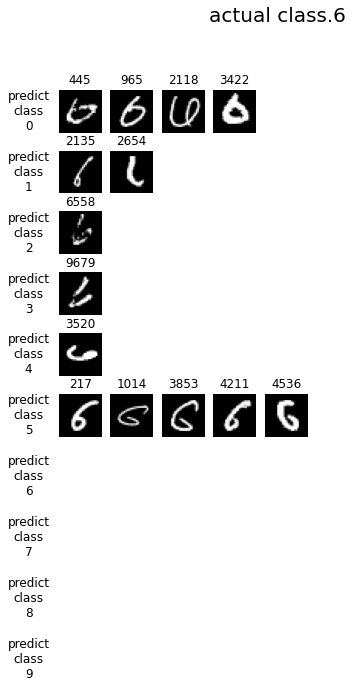 actual class.6
445 965 2118 3422
predict
class
0
2135 2654
predict
class
1
6558
predict
class
2
9679
predict
class
3
3520
predict
class
4
217 1014 3853 4211 4536
predict
class
5
predict
class
6
predict
class
7
predict
class
8
predict
class
9